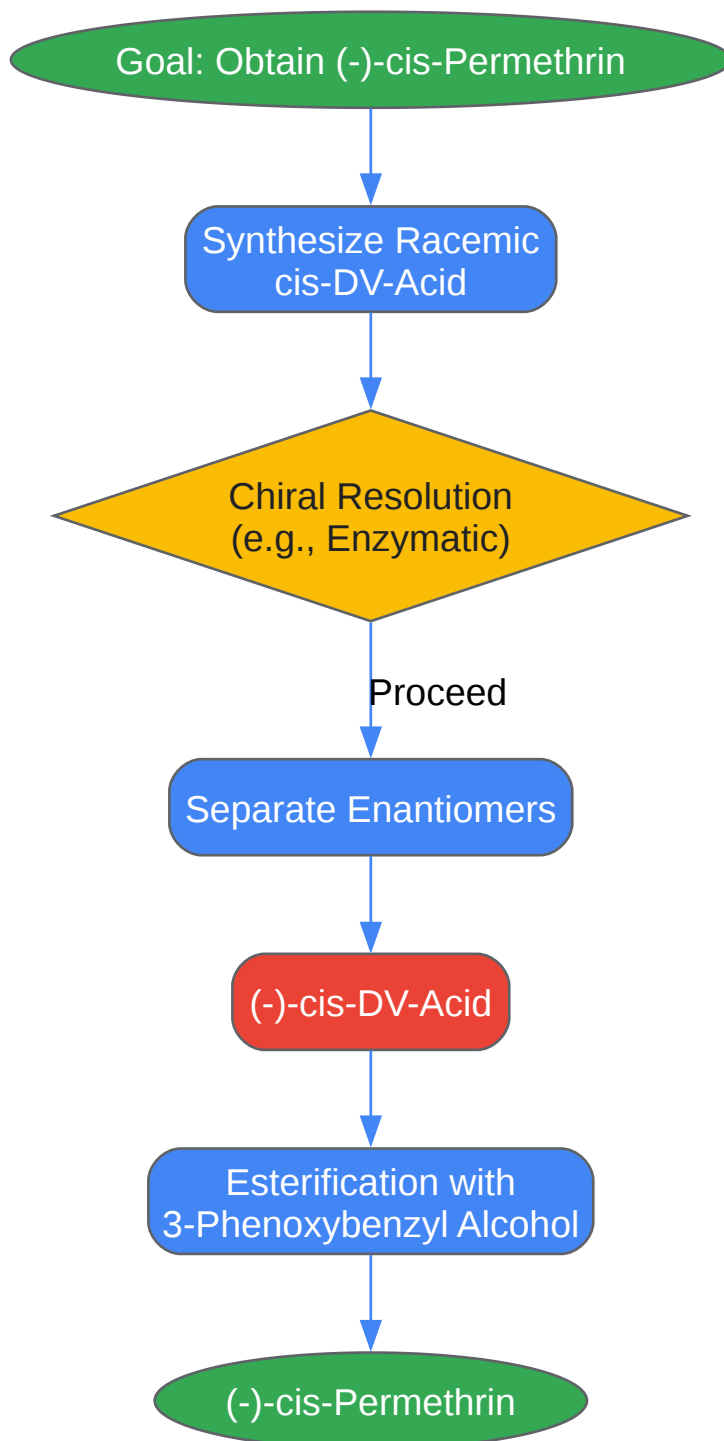 Goal: Obtain (-)-cis-Permethrin
Synthesize Racemic
cis-DV-Acid
Chiral Resolution
(e.g., Enzymatic)
Proceed
Separate Enantiomers
(-)-cis-DV-Acid
Esterification with
3-Phenoxybenzyl Alcohol
(-)-cis-Permethrin